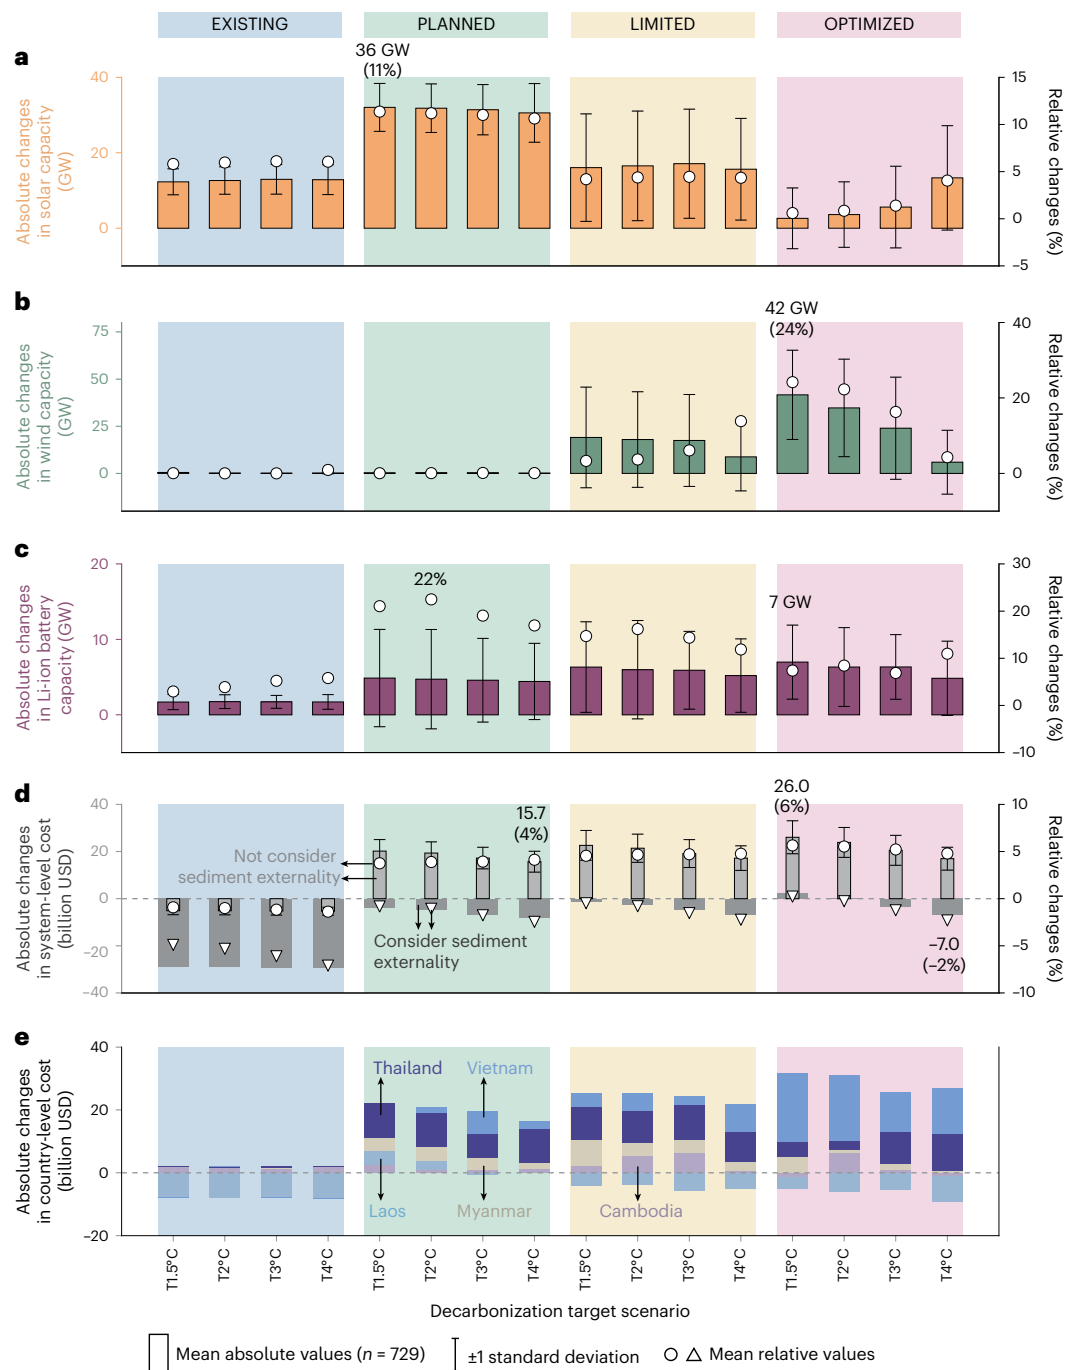 EXISTING
PLANNED
LIMITED
OPTIMIZED
a
Absolute changes
in solar capacity
(GW)
40
20
0
36 GW
(11%)
15
10
5
0
–5
Relative changes (%)
b
Absolute changes
in wind capacity
(GW)
75
50
25
0
42 GW
(24%)
40
20
0
Relative changes (%)
c
Absolute changes
in Li-ion battery
capacity (GW)
20
10
0
22%
7 GW
30
20
10
0
–10
Relative changes (%)
d
Absolute changes
in system-level cost
(billion USD)
40
20
0
–20
–40
Not consider
sediment externality
Consider sediment
externality
15.7
(4%)
26.0
(6%)
–7.0
(–2%)
10
5
0
–5
–10
Relative changes (%)
e
Absolute changes
in country-level cost
(billion USD)
40
20
0
–20
Thailand
Vietnam
Laos
Myanmar
Cambodia
T1.5°C
T2°C
T3°C
T4°C
T1.5°C
T2°C
T3°C
T4°C
T1.5°C
T2°C
T3°C
T4°C
T1.5°C
T2°C
T3°C
T4°C
Decarbonization target scenario
Mean absolute values (n = 729)
±1 standard deviation
Mean relative values